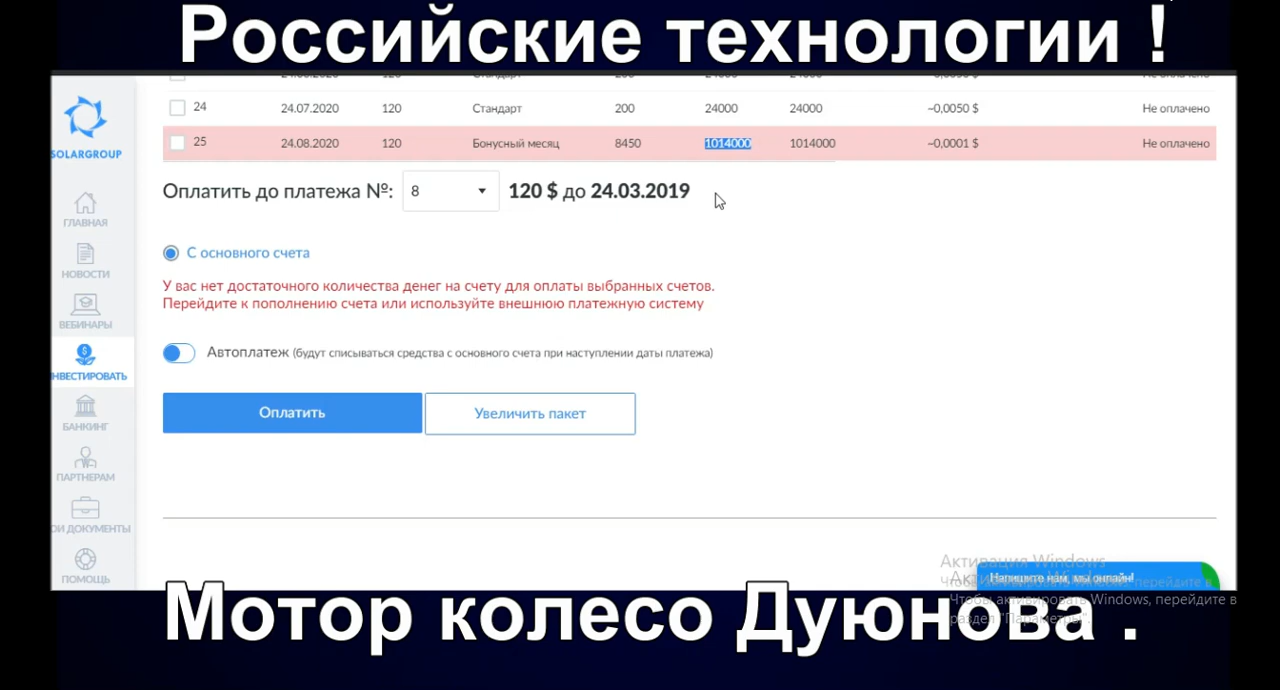 Российские технологии !
24 24.07.2020 120 Стандарт 200 24000 24000 ~0,0050 $ Не оплачено
25 24.08.2020 120 Бонусный месяц 8450 1014000 1014000 ~0,0001 $ Не оплачено
SOLARGROUP
Оплатить до платежа №: 8 120 $ до 24.03.2019
ГЛАВНАЯ
С основного счета
НОВОСТИ
У вас нет достаточного количества денег на счету для оплаты выбранных счетов.
Перейдите к пополнению счета или используйте внешнюю платежную систему
ВЕБИНАРЫ
Автоплатеж (будут списываться средства с основного счета при наступлении даты платежа)
НВЕСТИРОВАТЬ
Оплатить Увеличить пакет
БАНКИНГ
ПАРТНЕРАМ
ОИ ДОКУМЕНТЫ
ПОМОЩЬ
Активация Windows
Напишите нам, мы онлайн!
Чтобы активировать Windows, перейдите в
раздел "Параметры".
Мотор колесо Дуюнова .